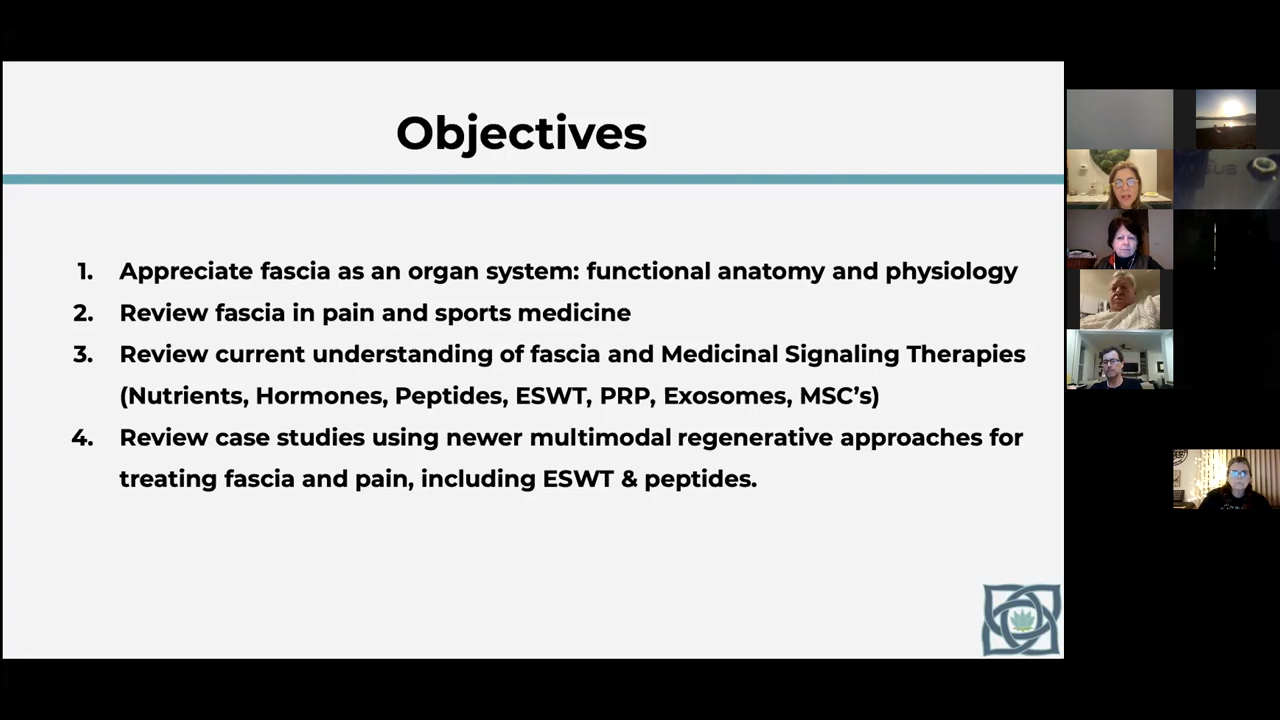 Objectives
1. Appreciate fascia as an organ system: functional anatomy and physiology
2. Review fascia in pain and sports medicine
3. Review current understanding of fascia and Medicinal Signaling Therapies
(Nutrients, Hormones, Peptides, ESWT, PRP, Exosomes, MSC’s)
4. Review case studies using newer multimodal regenerative approaches for
treating fascia and pain, including ESWT & peptides.